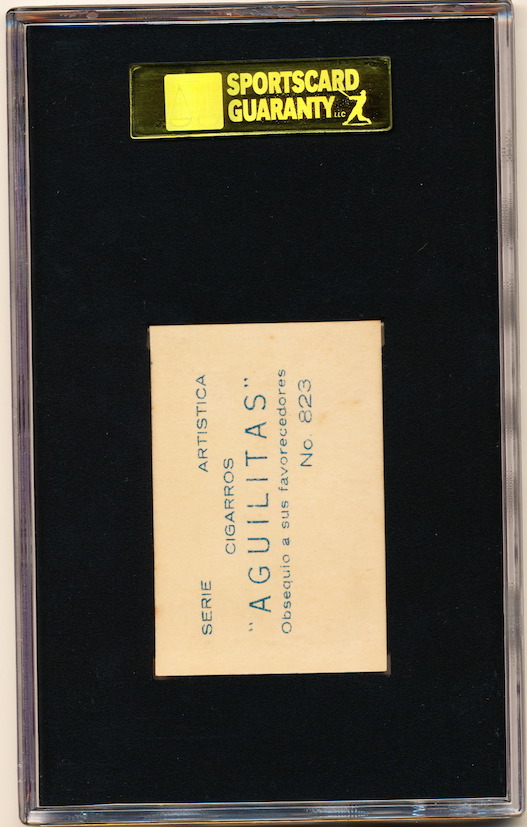 SPORTSCARD
GUARANTY LLC
SERIE ARTISTICA
CIGARROS
"AGUILITAS"
Obsequio a sus favorecedores
No. 823